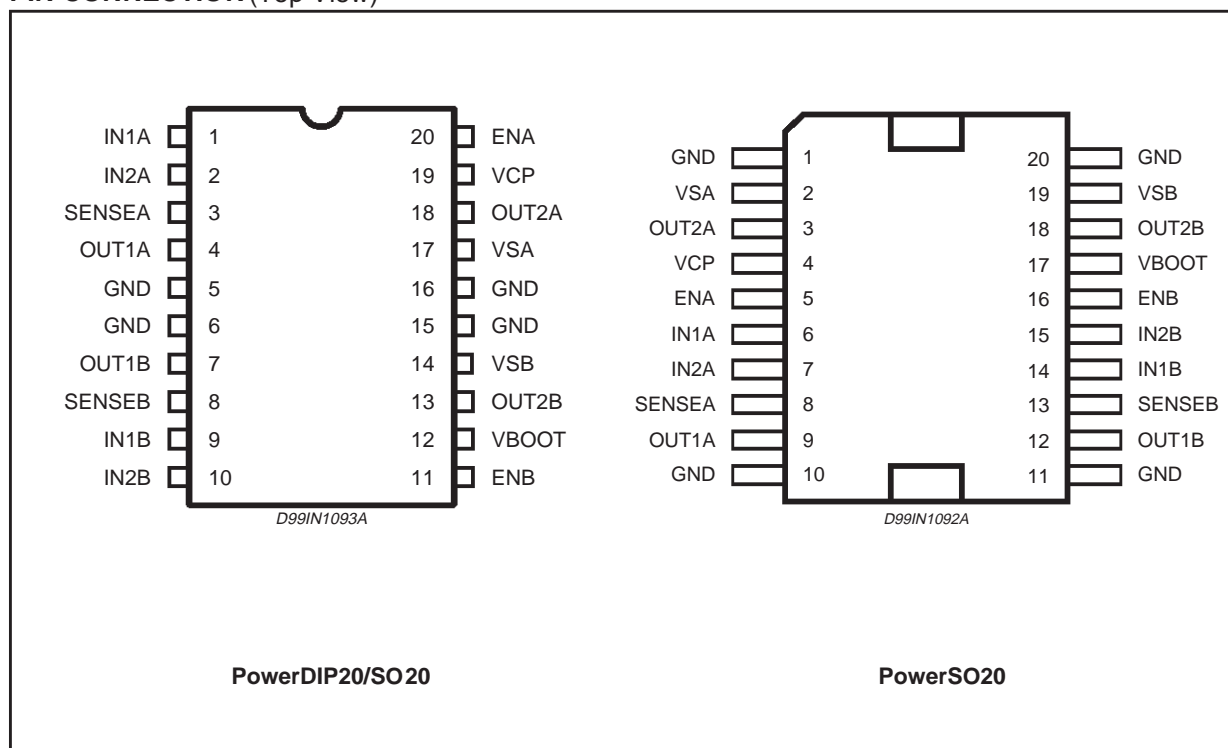 IN1A 1 20 ENA
IN2A 2 19 VCP
SENSEA 3 18 OUT2A
OUT1A 4 17 VSA
GND 5 16 GND
GND 6 15 GND
OUT1B 7 14 VSB
SENSEB 8 13 OUT2B
IN1B 9 12 VBOOT
IN2B 10 11 ENB
D99IN1093A
PowerDIP20/SO20
GND 1 20 GND
VSA 2 19 VSB
OUT2A 3 18 OUT2B
VCP 4 17 VBOOT
ENA 5 16 ENB
IN1A 6 15 IN2B
IN2A 7 14 IN1B
SENSEA 8 13 SENSEB
OUT1A 9 12 OUT1B
GND 10 11 GND
D99IN1092A
PowerSO20